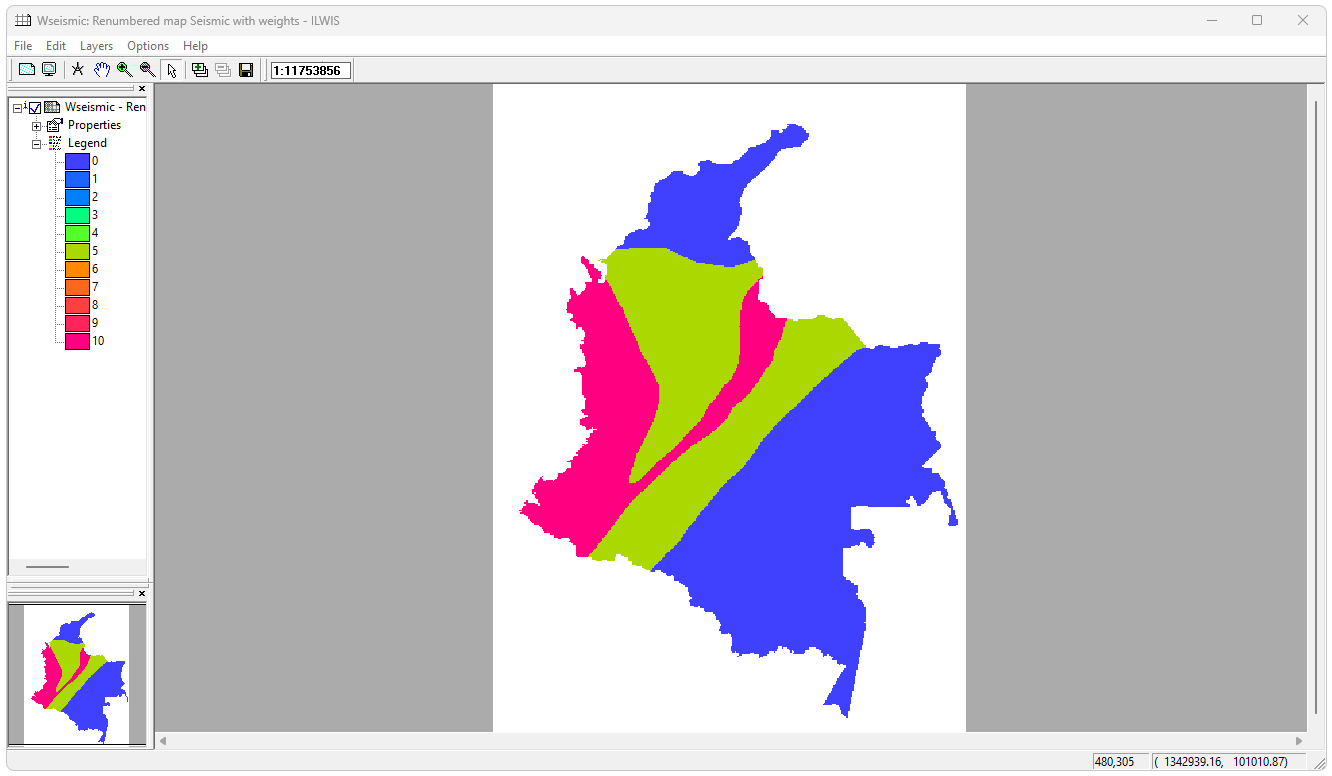 Wseismic: Renumbered map Seismic with weights - ILWIS
File Edit Layers Options Help
1:11753856
Wseismic - Ren
Properties
Legend
0
1
2
3
4
5
6
7
8
9
10
480,305 ( 1342939.16, 101010.87)